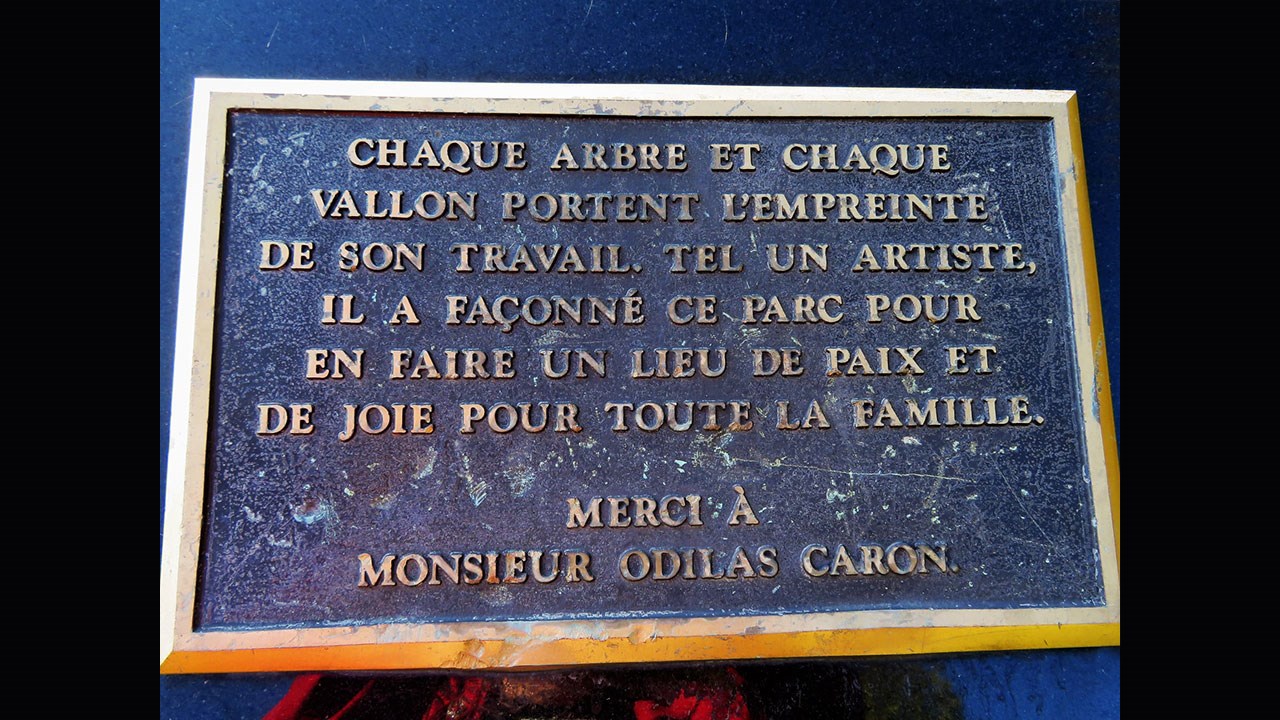 CHAQUE ARBRE ET CHAQUE
VALLON PORTENT L'EMPREINTE
DE SON TRAVAIL. TEL UN ARTISTE,
IL A FAÇONNÉ CE PARC POUR
EN FAIRE UN LIEU DE PAIX ET
DE JOIE POUR TOUTE LA FAMILLE.
MERCI À
MONSIEUR ODILAS CARON.